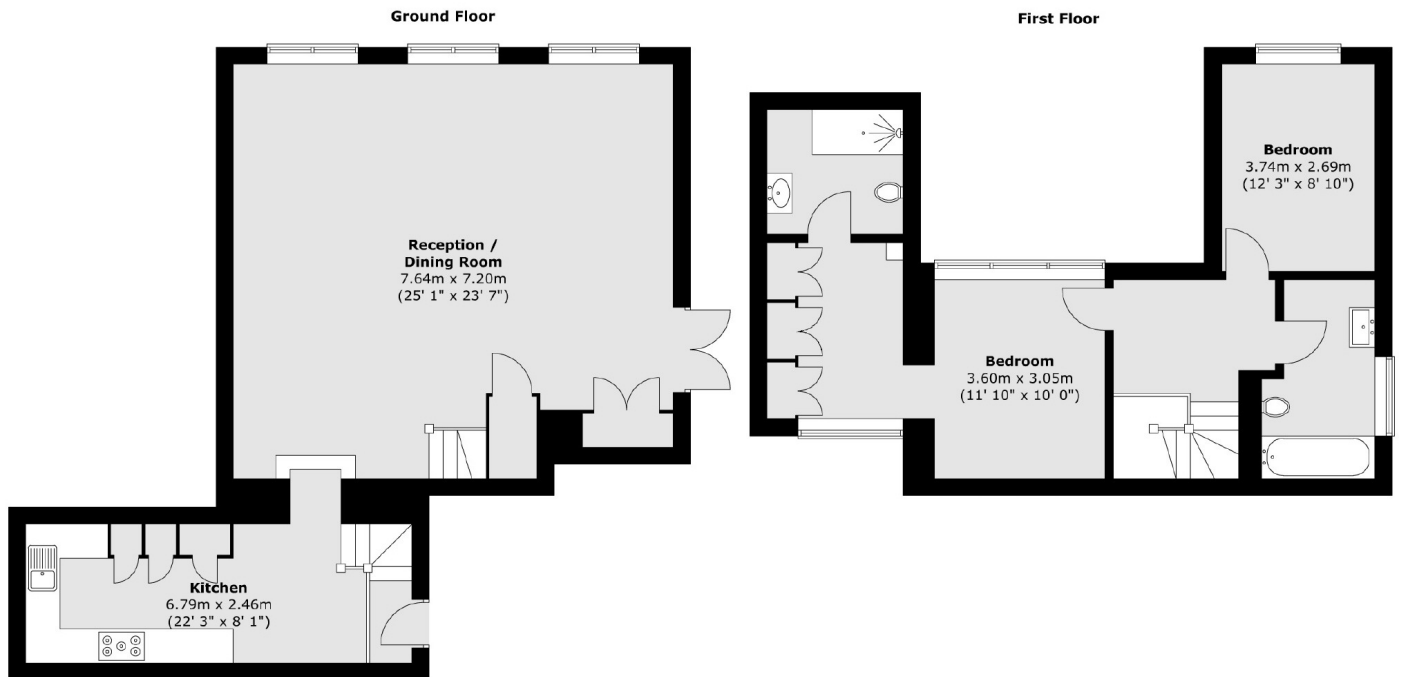 Ground Floor
Reception /
Dining Room
7.64m x 7.20m
(25' 1" x 23' 7")
Kitchen
6.79m x 2.46m
(22' 3" x 8' 1")
First Floor
Bedroom
3.74m x 2.69m
(12' 3" x 8' 10")
Bedroom
3.60m x 3.05m
(11' 10" x 10' 0")